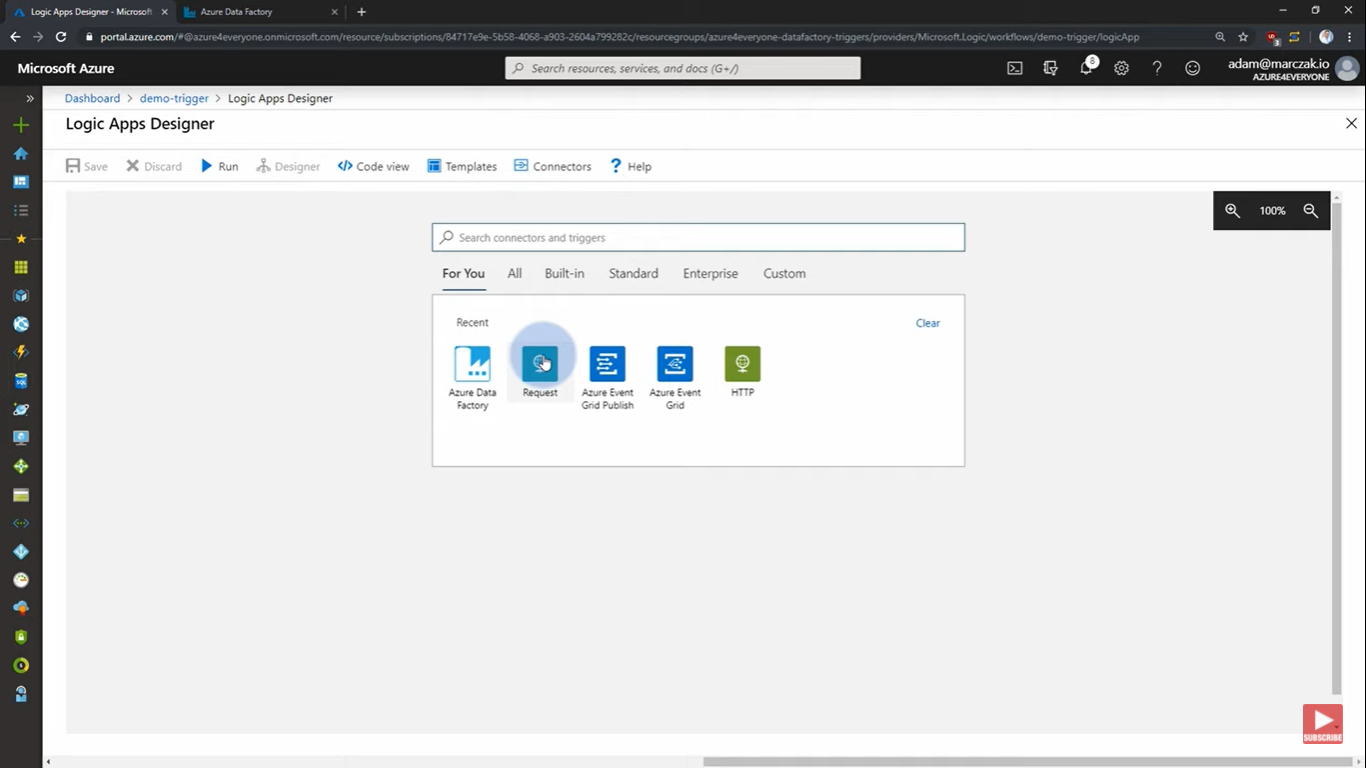 Logic Apps Designer - Microsoft
Azure Data Factory
portal.azure.com/#@azure4everyone.onmicrosoft.com/resource/subscriptions/84717e9e-5b58-4068-a903-2604a799282c/resourcegroups/azure4everyone-datafactory-triggers/providers/Microsoft.Logic/workflows/demo-trigger/logicApp
3
Microsoft Azure
Search resources, services, and docs (G+/)
8
adam@marczak.io
AZURE4EVERYONE
Dashboard > demo-trigger > Logic Apps Designer
Logic Apps Designer
Save Discard Run Designer Code view Templates Connectors Help
100%
Search connectors and triggers
For You All Built-in Standard Enterprise Custom
Recent Clear
Azure Data Factory
Request
Azure Event Grid Publish
Azure Event Grid
HTTP
SQL
SUBSCRIBE